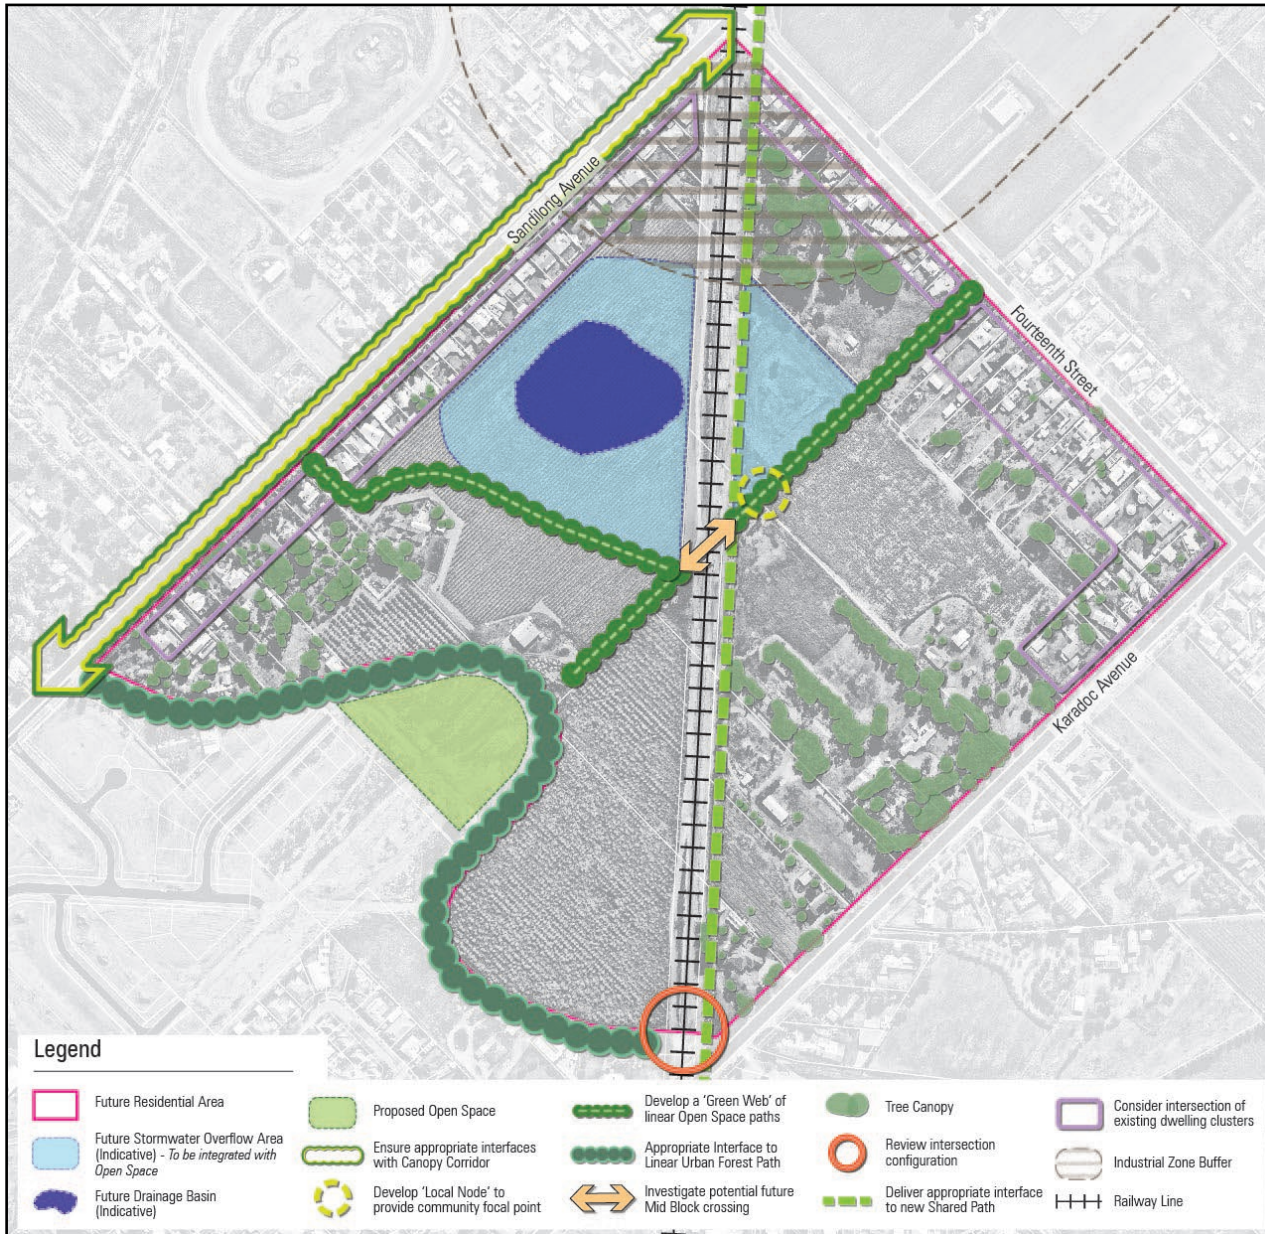 Sandilong Avenue
Fourteenth Street
Karadoc Avenue
Legend
Future Residential Area
Future Stormwater Overflow Area
(Indicative) - To be integrated with
Open Space
Future Drainage Basin
(Indicative)
Proposed Open Space
Ensure appropriate interfaces
with Canopy Corridor
Develop 'Local Node' to
provide community focal point
Develop a 'Green Web' of
linear Open Space paths
Appropriate Interface to
Linear Urban Forest Path
Investigate potential future
Mid Block crossing
Tree Canopy
Review intersection
configuration
Deliver appropriate interface
to new Shared Path
Consider intersection of
existing dwelling clusters
Industrial Zone Buffer
Railway Line